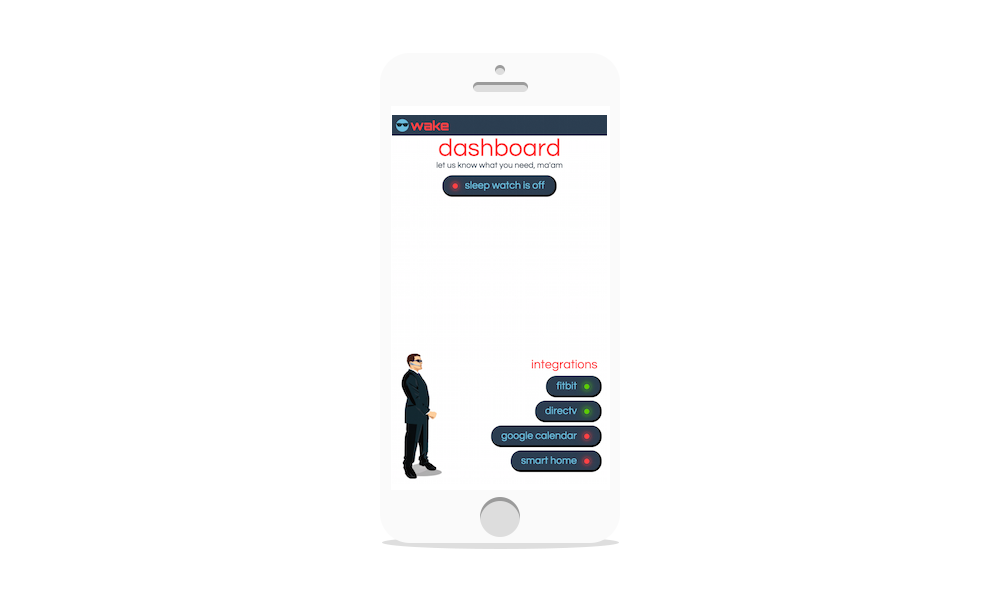 wake
dashboard
let us know what you need, ma'am
sleep watch is off
integrations
fitbit
directv
google calendar
smart home